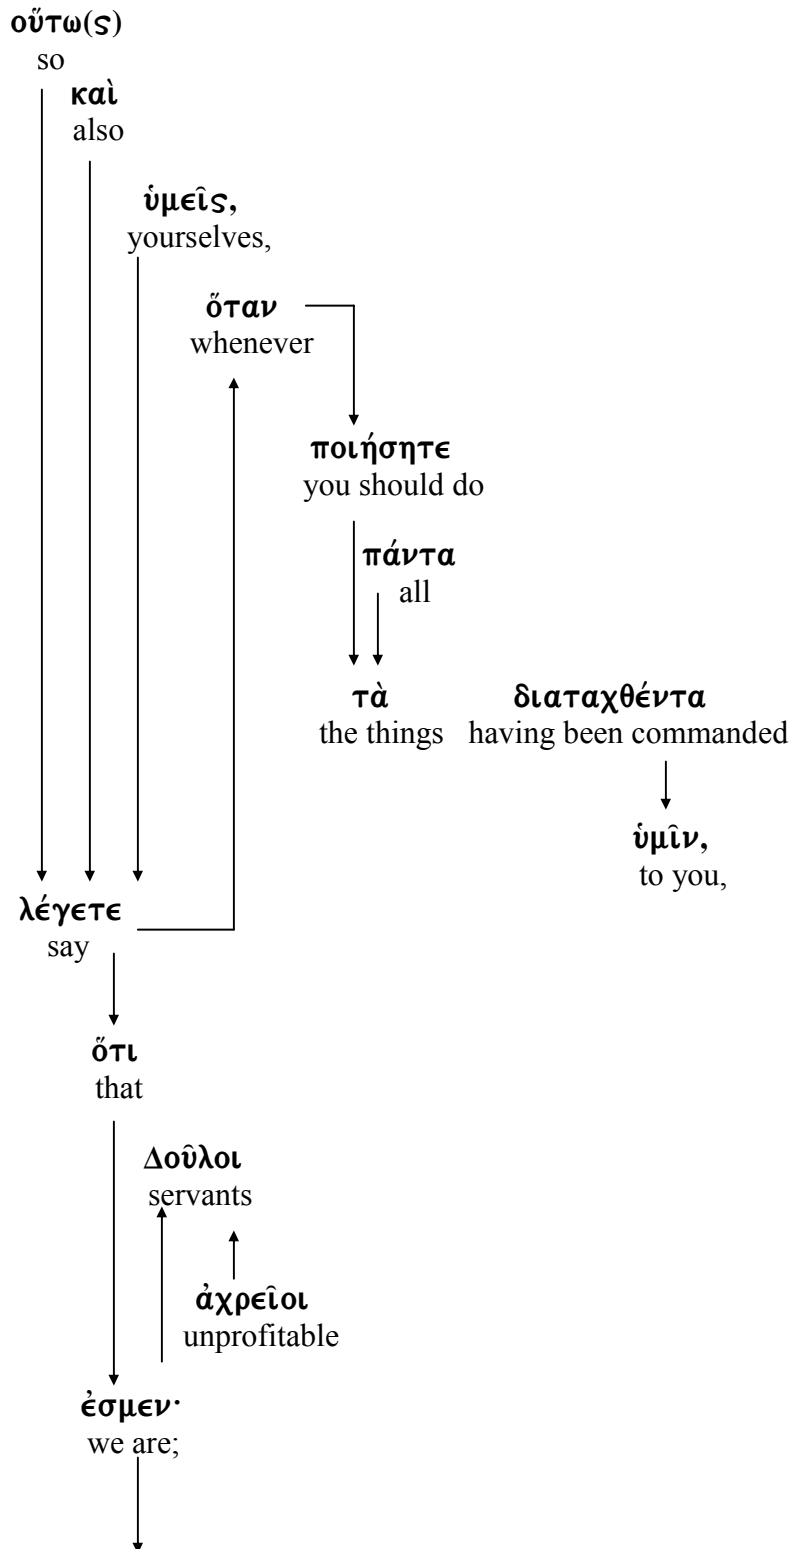 οὕτω(ς)
so
καὶ
also
ὑμεῖς,
yourselves,
ὅταν
whenever
ποιήσητε
you should do
πάντα
all
τὰ διαταχθέντα
the things having been commanded
ὑμῖν,
to you,
λέγετε
say
ὅτι
that
Δοῦλοι
servants
ἀχρεῖοι
unprofitable
ἐσμεν·
we are;